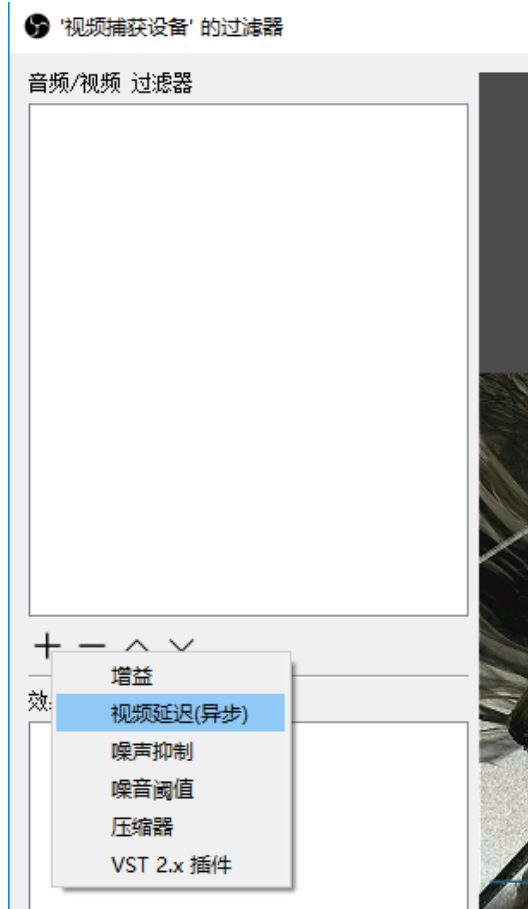 '视频捕获设备' 的过滤器
音频/视频 过滤器
增益
效
视频延迟(异步)
噪声抑制
噪音阈值
压缩器
VST 2.x 插件